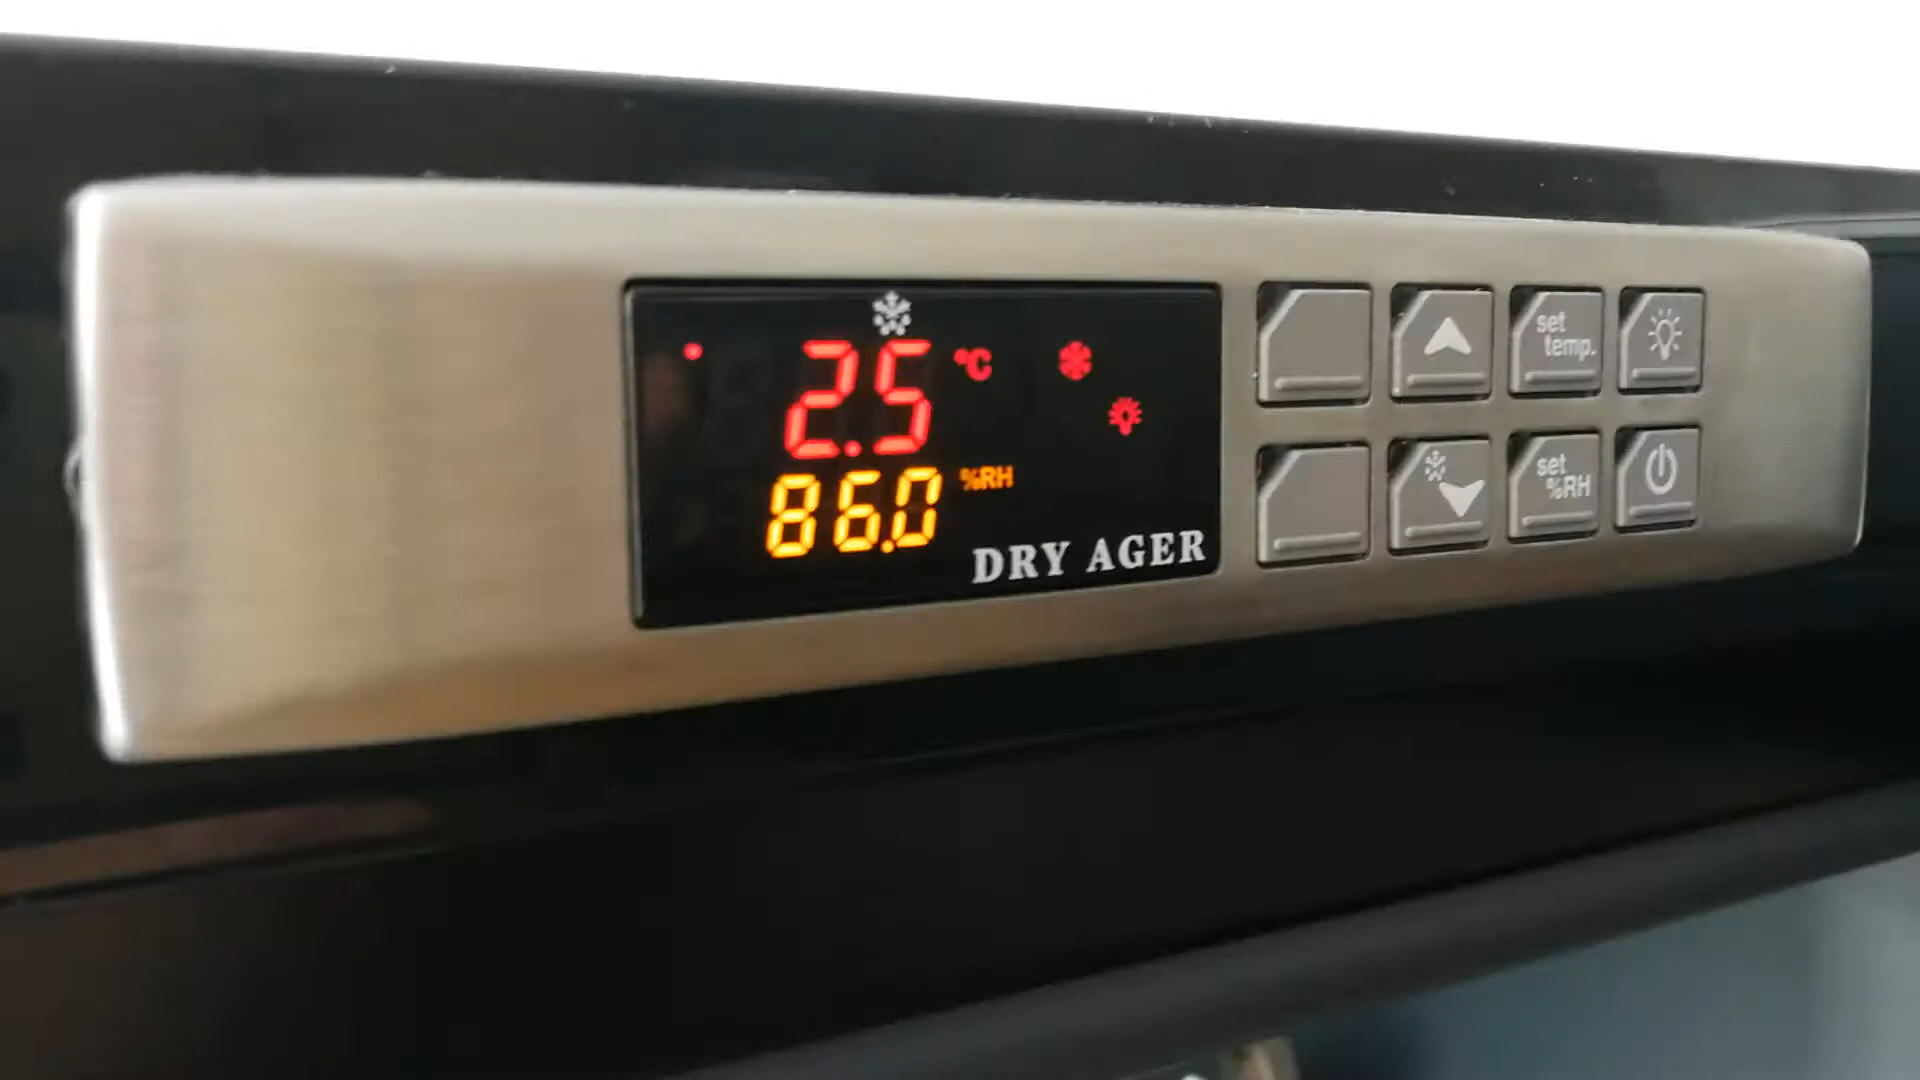 2.5 °C
86.0 %RH
DRY AGER
set
temp.
set
%RH